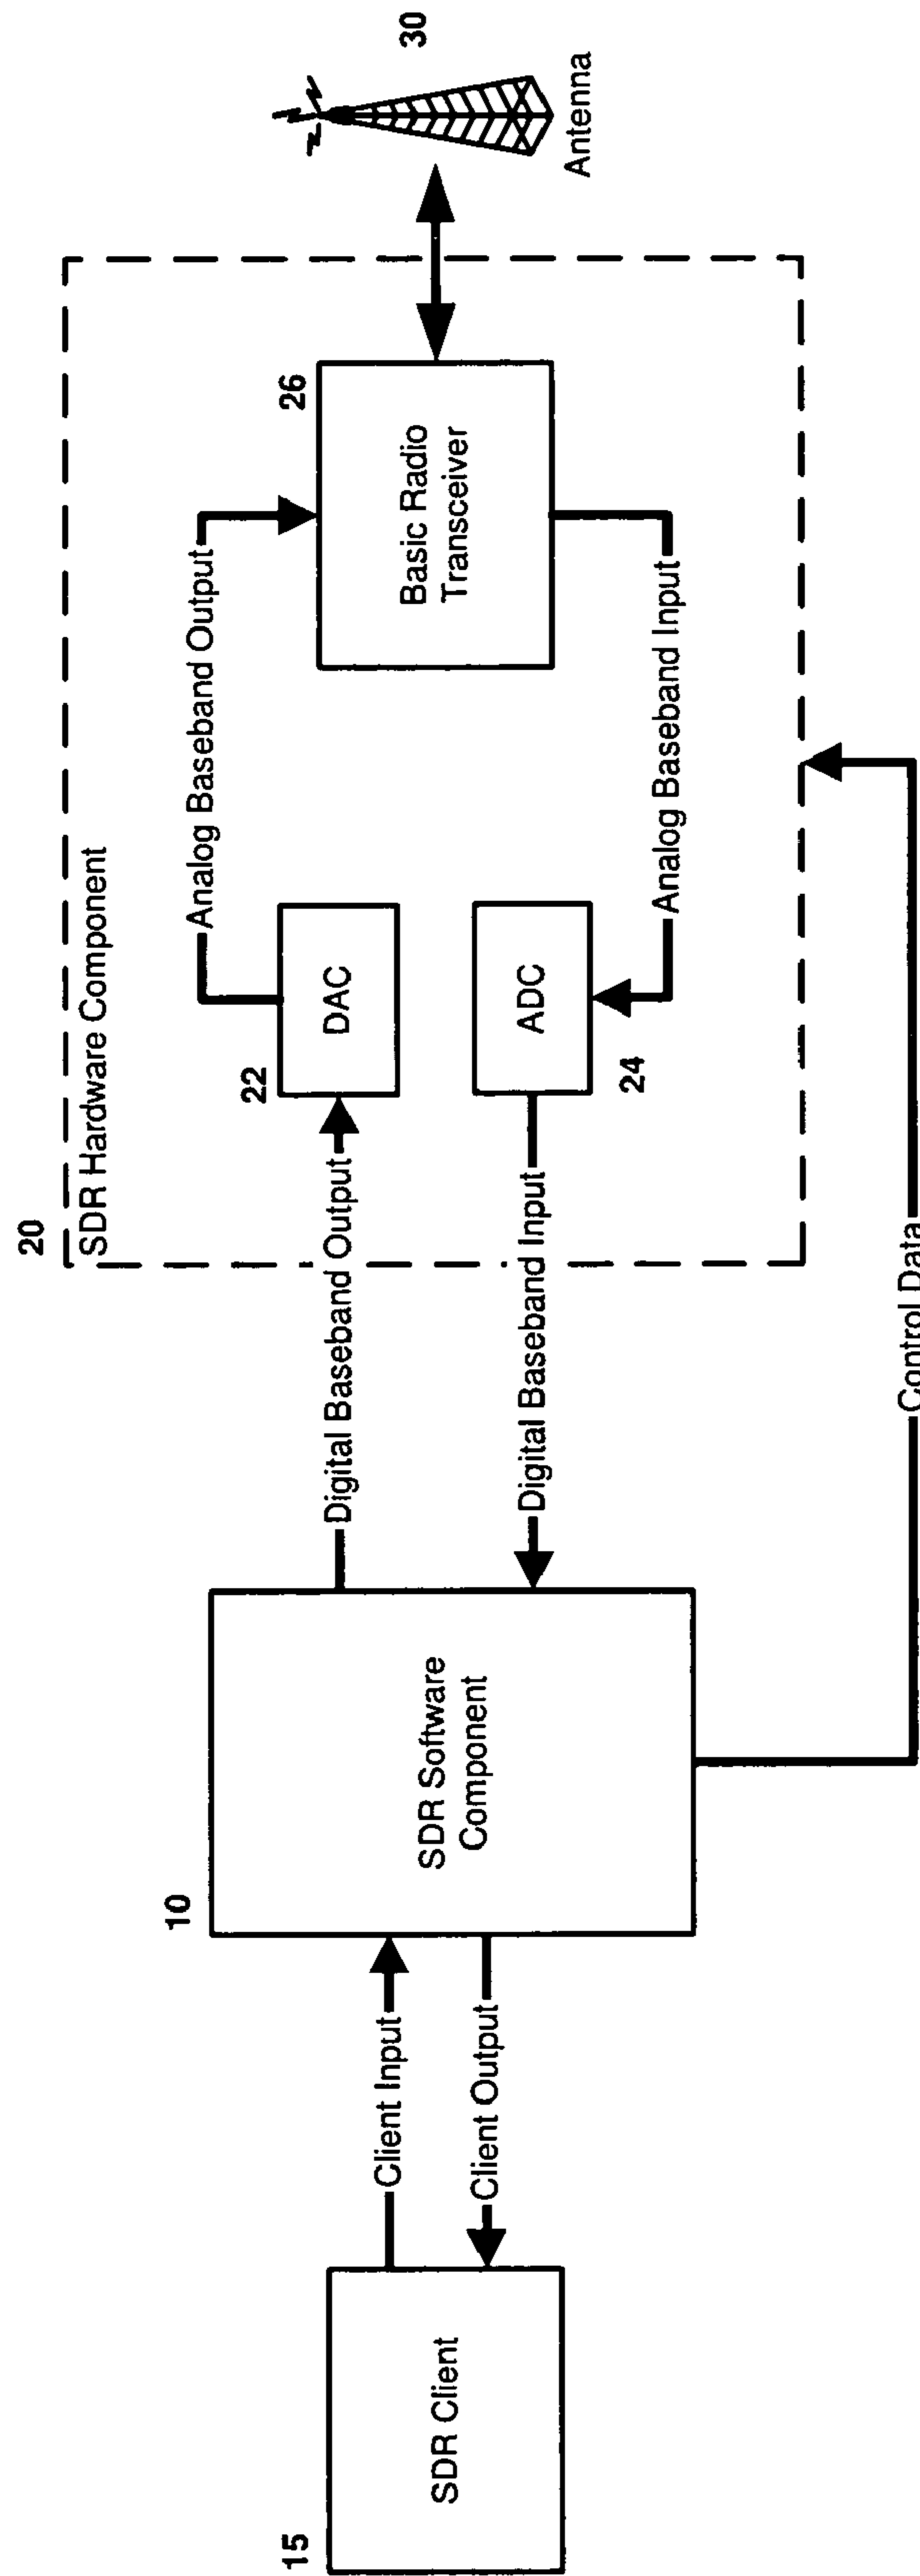 20
SDR Hardware Component
30
Antenna
26
Basic Radio
Transceiver
Analog Baseband Output
Analog Baseband Input
22
DAC
ADC
24
Digital Baseband Output
Digital Baseband Input
10
SDR Software
Component
Control Data
Client Input
Client Output
15
SDR Client